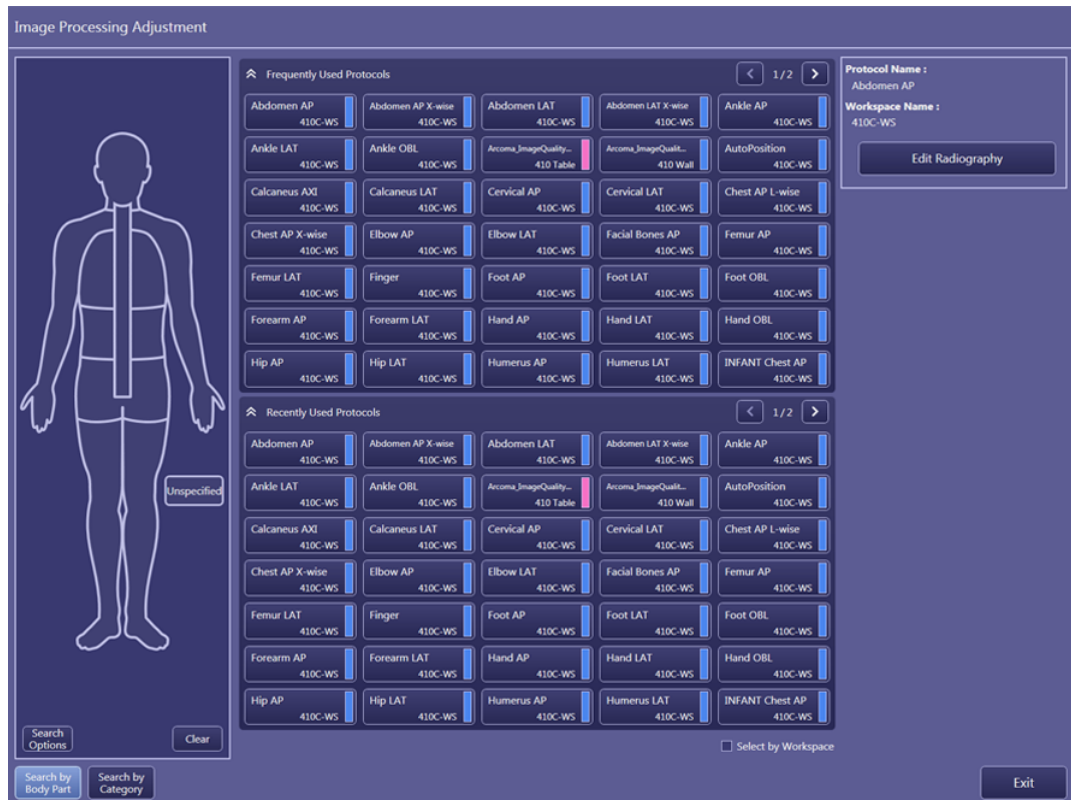 Image Processing Adjustment
Frequently Used Protocols
1/2
Abdomen AP
410C-WS
Abdomen AP X-wise
410C-WS
Abdomen LAT
410C-WS
Abdomen LAT X-wise
410C-WS
Ankle AP
410C-WS
Ankle LAT
410C-WS
Ankle OBL
410C-WS
Arcoma_ImageQuality...
410 Table
Arcoma_ImageQualit...
410 Wall
AutoPosition
410C-WS
Calcaneus AXI
410C-WS
Calcaneus LAT
410C-WS
Cervical AP
410C-WS
Cervical LAT
410C-WS
Chest AP L-wise
410C-WS
Chest AP X-wise
410C-WS
Elbow AP
410C-WS
Elbow LAT
410C-WS
Facial Bones AP
410C-WS
Femur AP
410C-WS
Femur LAT
410C-WS
Finger
410C-WS
Foot AP
410C-WS
Foot LAT
410C-WS
Foot OBL
410C-WS
Forearm AP
410C-WS
Forearm LAT
410C-WS
Hand AP
410C-WS
Hand LAT
410C-WS
Hand OBL
410C-WS
Hip AP
410C-WS
Hip LAT
410C-WS
Humerus AP
410C-WS
Humerus LAT
410C-WS
INFANT Chest AP
410C-WS
Recently Used Protocols
1/2
Abdomen AP
410C-WS
Abdomen AP X-wise
410C-WS
Abdomen LAT
410C-WS
Abdomen LAT X-wise
410C-WS
Ankle AP
410C-WS
Ankle LAT
410C-WS
Ankle OBL
410C-WS
Arcoma_ImageQuality...
410 Table
Arcoma_ImageQualit...
410 Wall
AutoPosition
410C-WS
Calcaneus AXI
410C-WS
Calcaneus LAT
410C-WS
Cervical AP
410C-WS
Cervical LAT
410C-WS
Chest AP L-wise
410C-WS
Chest AP X-wise
410C-WS
Elbow AP
410C-WS
Elbow LAT
410C-WS
Facial Bones AP
410C-WS
Femur AP
410C-WS
Femur LAT
410C-WS
Finger
410C-WS
Foot AP
410C-WS
Foot LAT
410C-WS
Foot OBL
410C-WS
Forearm AP
410C-WS
Forearm LAT
410C-WS
Hand AP
410C-WS
Hand LAT
410C-WS
Hand OBL
410C-WS
Hip AP
410C-WS
Hip LAT
410C-WS
Humerus AP
410C-WS
Humerus LAT
410C-WS
INFANT Chest AP
410C-WS
Select by Workspace
Protocol Name :
Abdomen AP
Workspace Name :
410C-WS
Edit Radiography
Unspecified
Search
Options
Clear
Search by
Body Part
Search by
Category
Exit